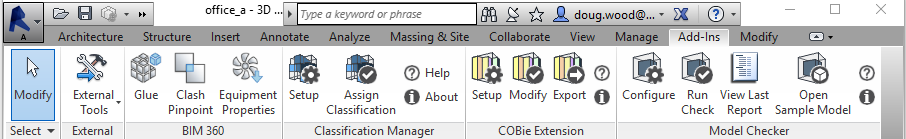 office_a - 3D ...
Type a keyword or phrase
doug.wood@...
A
Architecture Structure Insert Annotate Analyze Massing & Site Collaborate View Manage Add-Ins Modify
Modify
External
Tools
Glue
Clash
Pinpoint
Equipment
Properties
Setup
Assign
Classification
Help
About
Setup
Modify
Export
Configure
Run
Check
View Last
Report
Open
Sample Model
Select External BIM 360 Classification Manager COBie Extension Model Checker